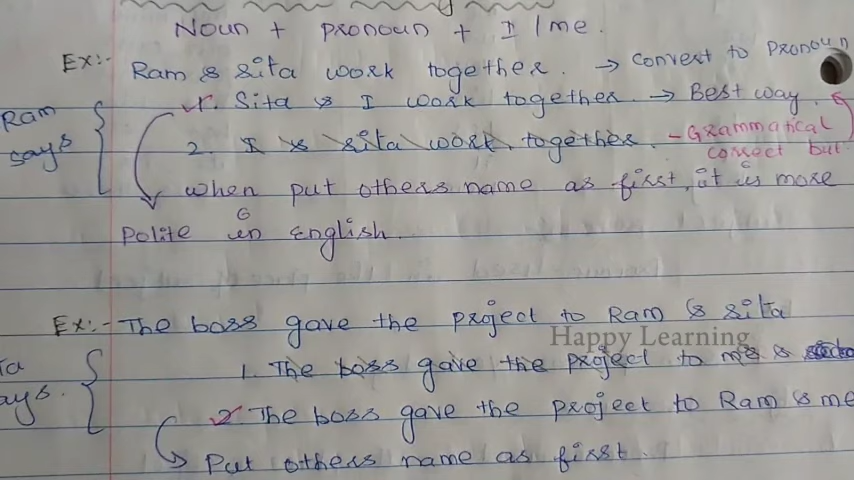 Noun + Pronoun + I / me.
Ex:- Ram & Sita work together. → Convert to Pronoun
Ram says
1. Sita & I work together. → Best way.
2. I & Sita work together. - Grammatical correct but
when put others name as first, it is more
Polite in English.
Ex:- The boss gave the project to Ram & Sita
Happy Learning
1. The boss gave the project to me &
2. The boss gave the project to Ram & me
Put others name as first.